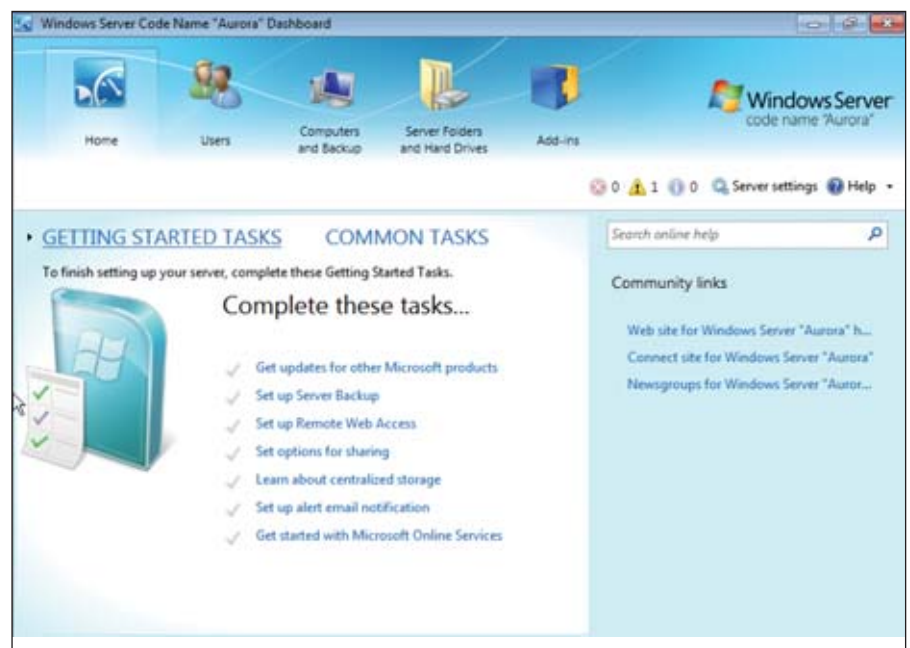 Windows Server Code Name "Aurora" Dashboard
Home
Users
Computers
and Backup
Server Folders
and Hard Drives
Add-ins
Windows Server
code name "Aurora"
0 1 0 Server settings Help
GETTING STARTED TASKS COMMON TASKS
Search online help
To finish setting up your server, complete these Getting Started Tasks.
Community links
Complete these tasks...
Web site for Windows Server "Aurora" h...
Connect site for Windows Server "Aurora"
Newsgroups for Windows Server "Auror...
Get updates for other Microsoft products
Set up Server Backup
Set up Remote Web Access
Set options for sharing
Learn about centralized storage
Set up alert email notification
Get started with Microsoft Online Services